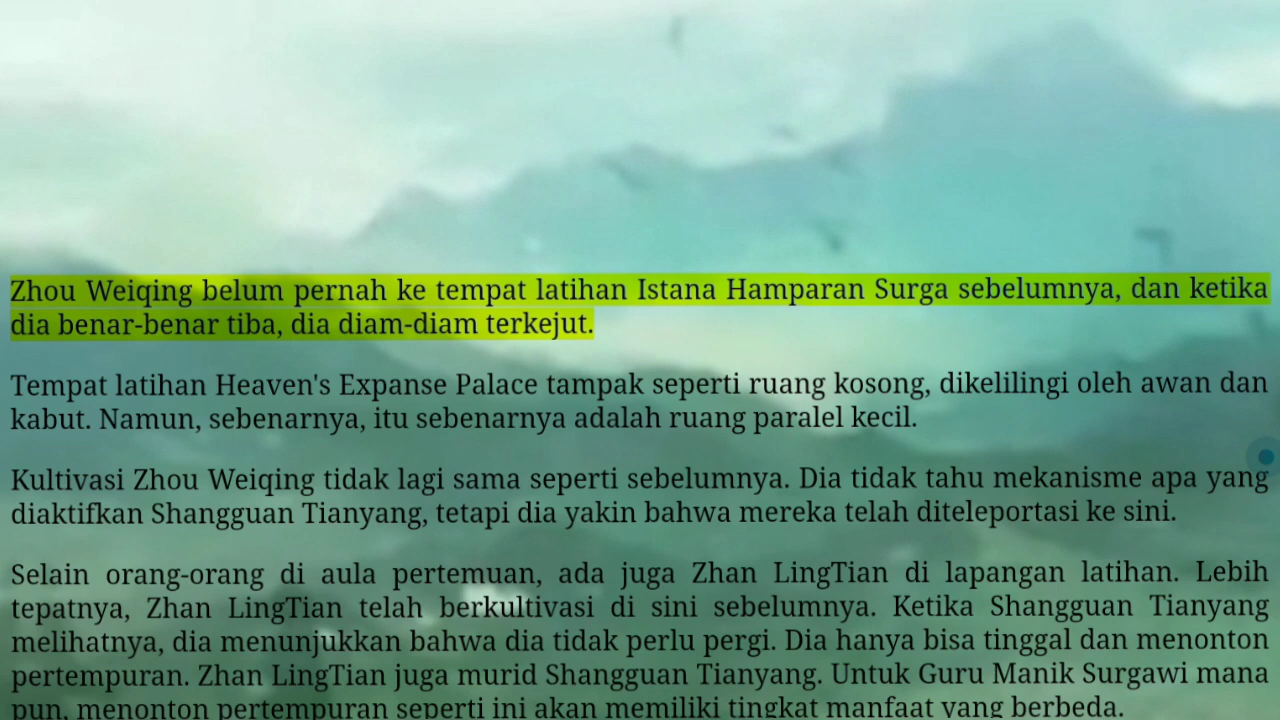 Zhou Weiqing belum pernah ke tempat latihan Istana Hamparan Surga sebelumnya, dan ketika
dia benar-benar tiba, dia diam-diam terkejut.
Tempat latihan Heaven's Expanse Palace tampak seperti ruang kosong, dikelilingi oleh awan dan
kabut. Namun, sebenarnya, itu sebenarnya adalah ruang paralel kecil.
Kultivasi Zhou Weiqing tidak lagi sama seperti sebelumnya. Dia tidak tahu mekanisme apa yang
diaktifkan Shangguan Tianyang, tetapi dia yakin bahwa mereka telah diteleportasi ke sini.
Selain orang-orang di aula pertemuan, ada juga Zhan LingTian di lapangan latihan. Lebih
tepatnya, Zhan LingTian telah berkultivasi di sini sebelumnya. Ketika Shangguan Tianyang
melihatnya, dia menunjukkan bahwa dia tidak perlu pergi. Dia hanya bisa tinggal dan menonton
pertempuran. Zhan LingTian juga murid Shangguan Tianyang. Untuk Guru Manik Surgawi mana
pun, menonton pertempuran seperti ini akan memiliki tingkat manfaat yang berbeda.